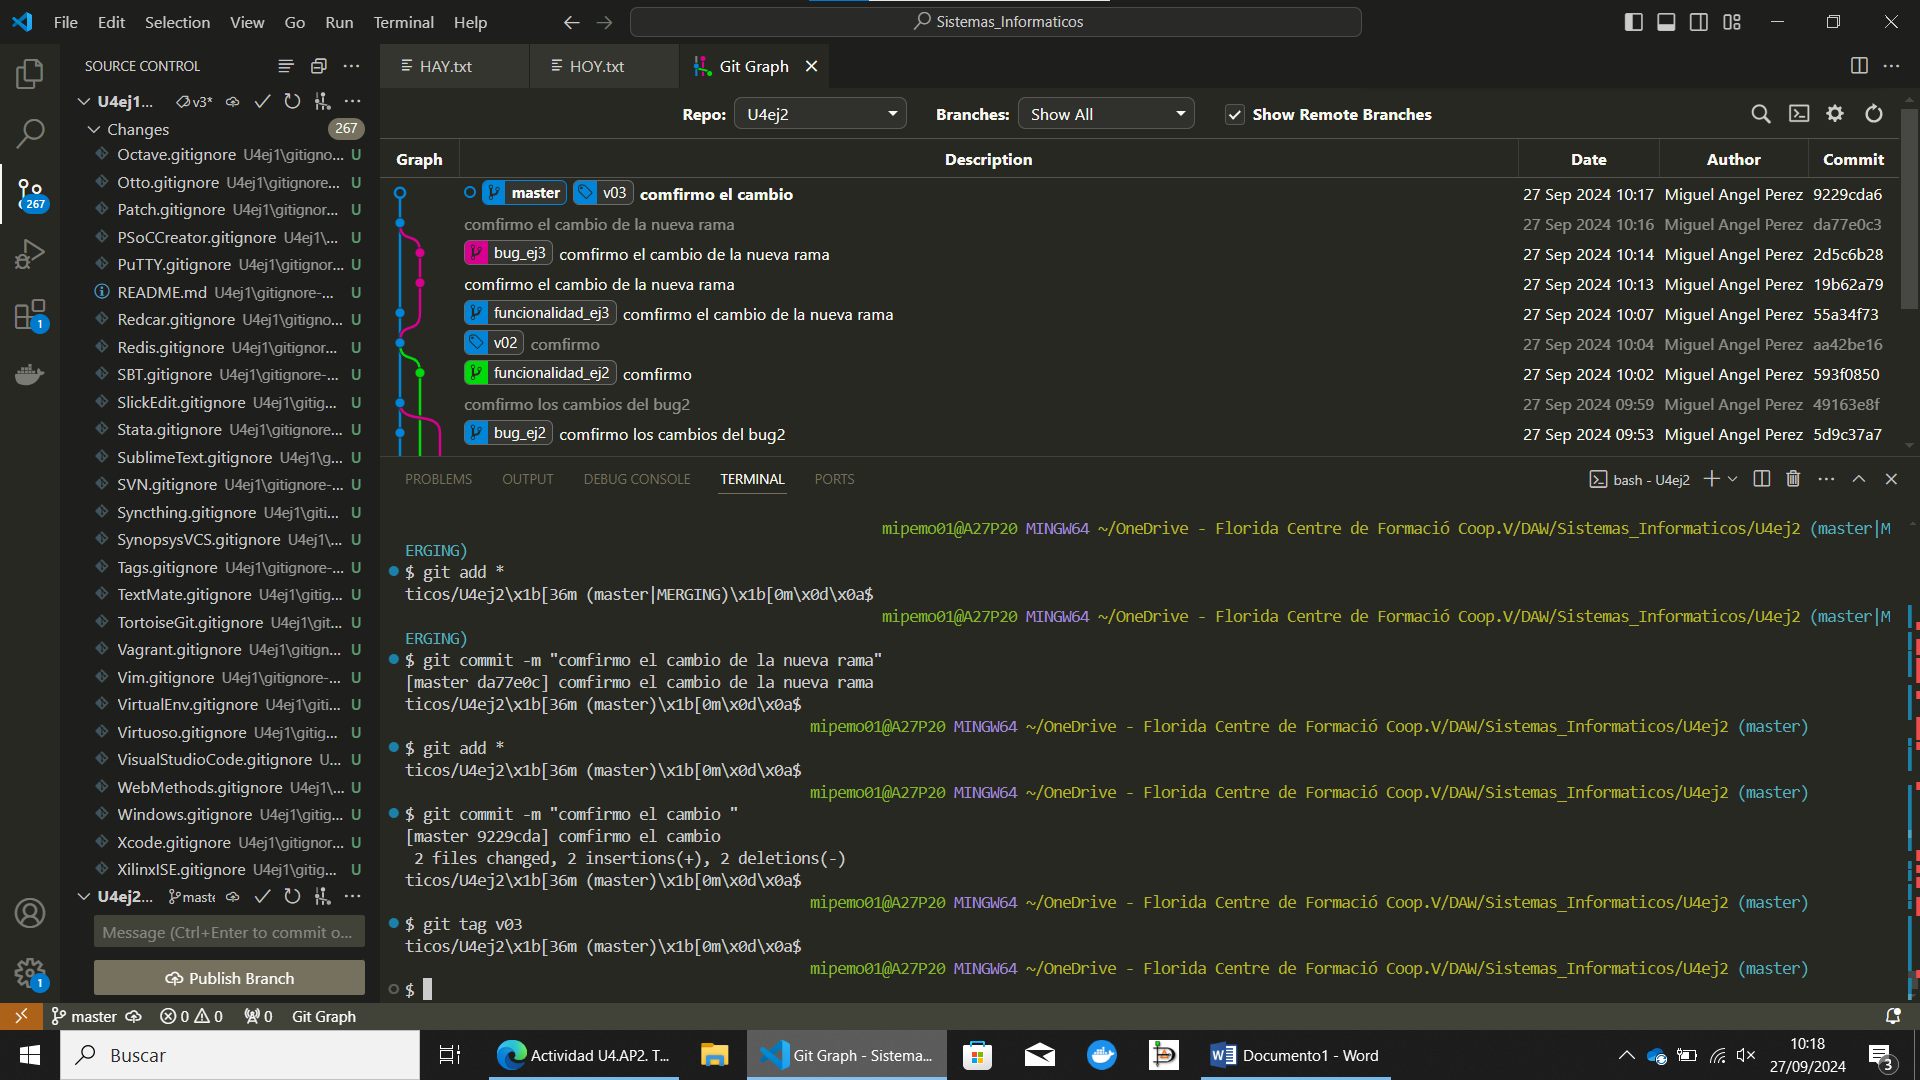 File Edit Selection View Go Run Terminal Help
Sistemas_Informaticos
SOURCE CONTROL
HAY.txt
HOY.txt
Git Graph
U4ej1... v3*
Changes 267
Octave.gitignore U4ej1\gitigno... U
Otto.gitignore U4ej1\gitignore... U
Patch.gitignore U4ej1\gitignor... U
PSoCCreator.gitignore U4ej1\... U
PuTTY.gitignore U4ej1\gitignor... U
README.md U4ej1\gitignore-... U
Redcar.gitignore U4ej1\gitigno... U
Redis.gitignore U4ej1\gitignor... U
SBT.gitignore U4ej1\gitignore-... U
SlickEdit.gitignore U4ej1\gitig... U
Stata.gitignore U4ej1\gitignor... U
SublimeText.gitignore U4ej1\g... U
SVN.gitignore U4ej1\gitignore-... U
Syncthing.gitignore U4ej1\giti... U
SynopsysVCS.gitignore U4ej1\... U
Tags.gitignore U4ej1\gitignore-... U
TextMate.gitignore U4ej1\gitig... U
TortoiseGit.gitignore U4ej1\git... U
Vagrant.gitignore U4ej1\gitign... U
Vim.gitignore U4ej1\gitignore-... U
VirtualEnv.gitignore U4ej1\giti... U
Virtuoso.gitignore U4ej1\gitig... U
VisualStudioCode.gitignore U... U
WebMethods.gitignore U4ej1\... U
Windows.gitignore U4ej1\gitig... U
Xcode.gitignore U4ej1\gitignor... U
XilinxISE.gitignore U4ej1\gitig... U
U4ej2... maste
Message (Ctrl+Enter to commit o...
Publish Branch
267
1
1
Repo: U4ej2 Branches: Show All Show Remote Branches
Graph Description Date Author Commit
master v03 comfirmo el cambio 27 Sep 2024 10:17 Miguel Angel Perez 9229cda6
comfirmo el cambio de la nueva rama 27 Sep 2024 10:16 Miguel Angel Perez da77e0c3
bug_ej3 comfirmo el cambio de la nueva rama 27 Sep 2024 10:14 Miguel Angel Perez 2d5c6b28
comfirmo el cambio de la nueva rama 27 Sep 2024 10:13 Miguel Angel Perez 19b62a79
funcionalidad_ej3 comfirmo el cambio de la nueva rama 27 Sep 2024 10:07 Miguel Angel Perez 55a34f73
v02 comfirmo 27 Sep 2024 10:04 Miguel Angel Perez aa42be16
funcionalidad_ej2 comfirmo 27 Sep 2024 10:02 Miguel Angel Perez 593f0850
comfirmo los cambios del bug2 27 Sep 2024 09:59 Miguel Angel Perez 49163e8f
bug_ej2 comfirmo los cambios del bug2 27 Sep 2024 09:53 Miguel Angel Perez 5d9c37a7
PROBLEMS OUTPUT DEBUG CONSOLE TERMINAL PORTS bash - U4ej2
mipemo01@A27P20 MINGW64 ~/OneDrive - Florida Centre de Formació Coop.V/DAW/Sistemas_Informaticos/U4ej2 (master|M
ERGING)
$ git add *
ticos/U4ej2\x1b[36m (master|MERGING)\x1b[0m\x0d\x0a$
mipemo01@A27P20 MINGW64 ~/OneDrive - Florida Centre de Formació Coop.V/DAW/Sistemas_Informaticos/U4ej2 (master|M
ERGING)
$ git commit -m "comfirmo el cambio de la nueva rama"
[master da77e0c] comfirmo el cambio de la nueva rama
ticos/U4ej2\x1b[36m (master)\x1b[0m\x0d\x0a$
mipemo01@A27P20 MINGW64 ~/OneDrive - Florida Centre de Formació Coop.V/DAW/Sistemas_Informaticos/U4ej2 (master)
$ git add *
ticos/U4ej2\x1b[36m (master)\x1b[0m\x0d\x0a$
mipemo01@A27P20 MINGW64 ~/OneDrive - Florida Centre de Formació Coop.V/DAW/Sistemas_Informaticos/U4ej2 (master)
$ git commit -m "comfirmo el cambio "
[master 9229cda] comfirmo el cambio
2 files changed, 2 insertions(+), 2 deletions(-)
ticos/U4ej2\x1b[36m (master)\x1b[0m\x0d\x0a$
mipemo01@A27P20 MINGW64 ~/OneDrive - Florida Centre de Formació Coop.V/DAW/Sistemas_Informaticos/U4ej2 (master)
$ git tag v03
ticos/U4ej2\x1b[36m (master)\x1b[0m\x0d\x0a$
mipemo01@A27P20 MINGW64 ~/OneDrive - Florida Centre de Formació Coop.V/DAW/Sistemas_Informaticos/U4ej2 (master)
$
master 0 0 0 Git Graph
Buscar
Actividad U4.AP2. T...
Git Graph - Sistema...
Documento1 - Word
10:18
27/09/2024
3